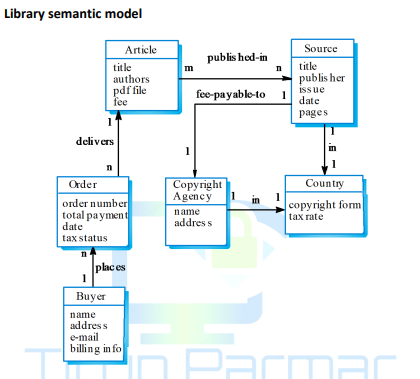 Library semantic model
Article
title
authors
pdf file
fee
published-in
m
n
Source
title
publisher
issue
date
pages
fee-payable-to
1
1
delivers
1
n
in
1
1
Order
order number
total payment
date
tax status
Copyright
Agency
name
address
in
1
1
Country
copyright form
tax rate
places
n
1
Buyer
name
address
e-mail
billing info
Timin Parmar